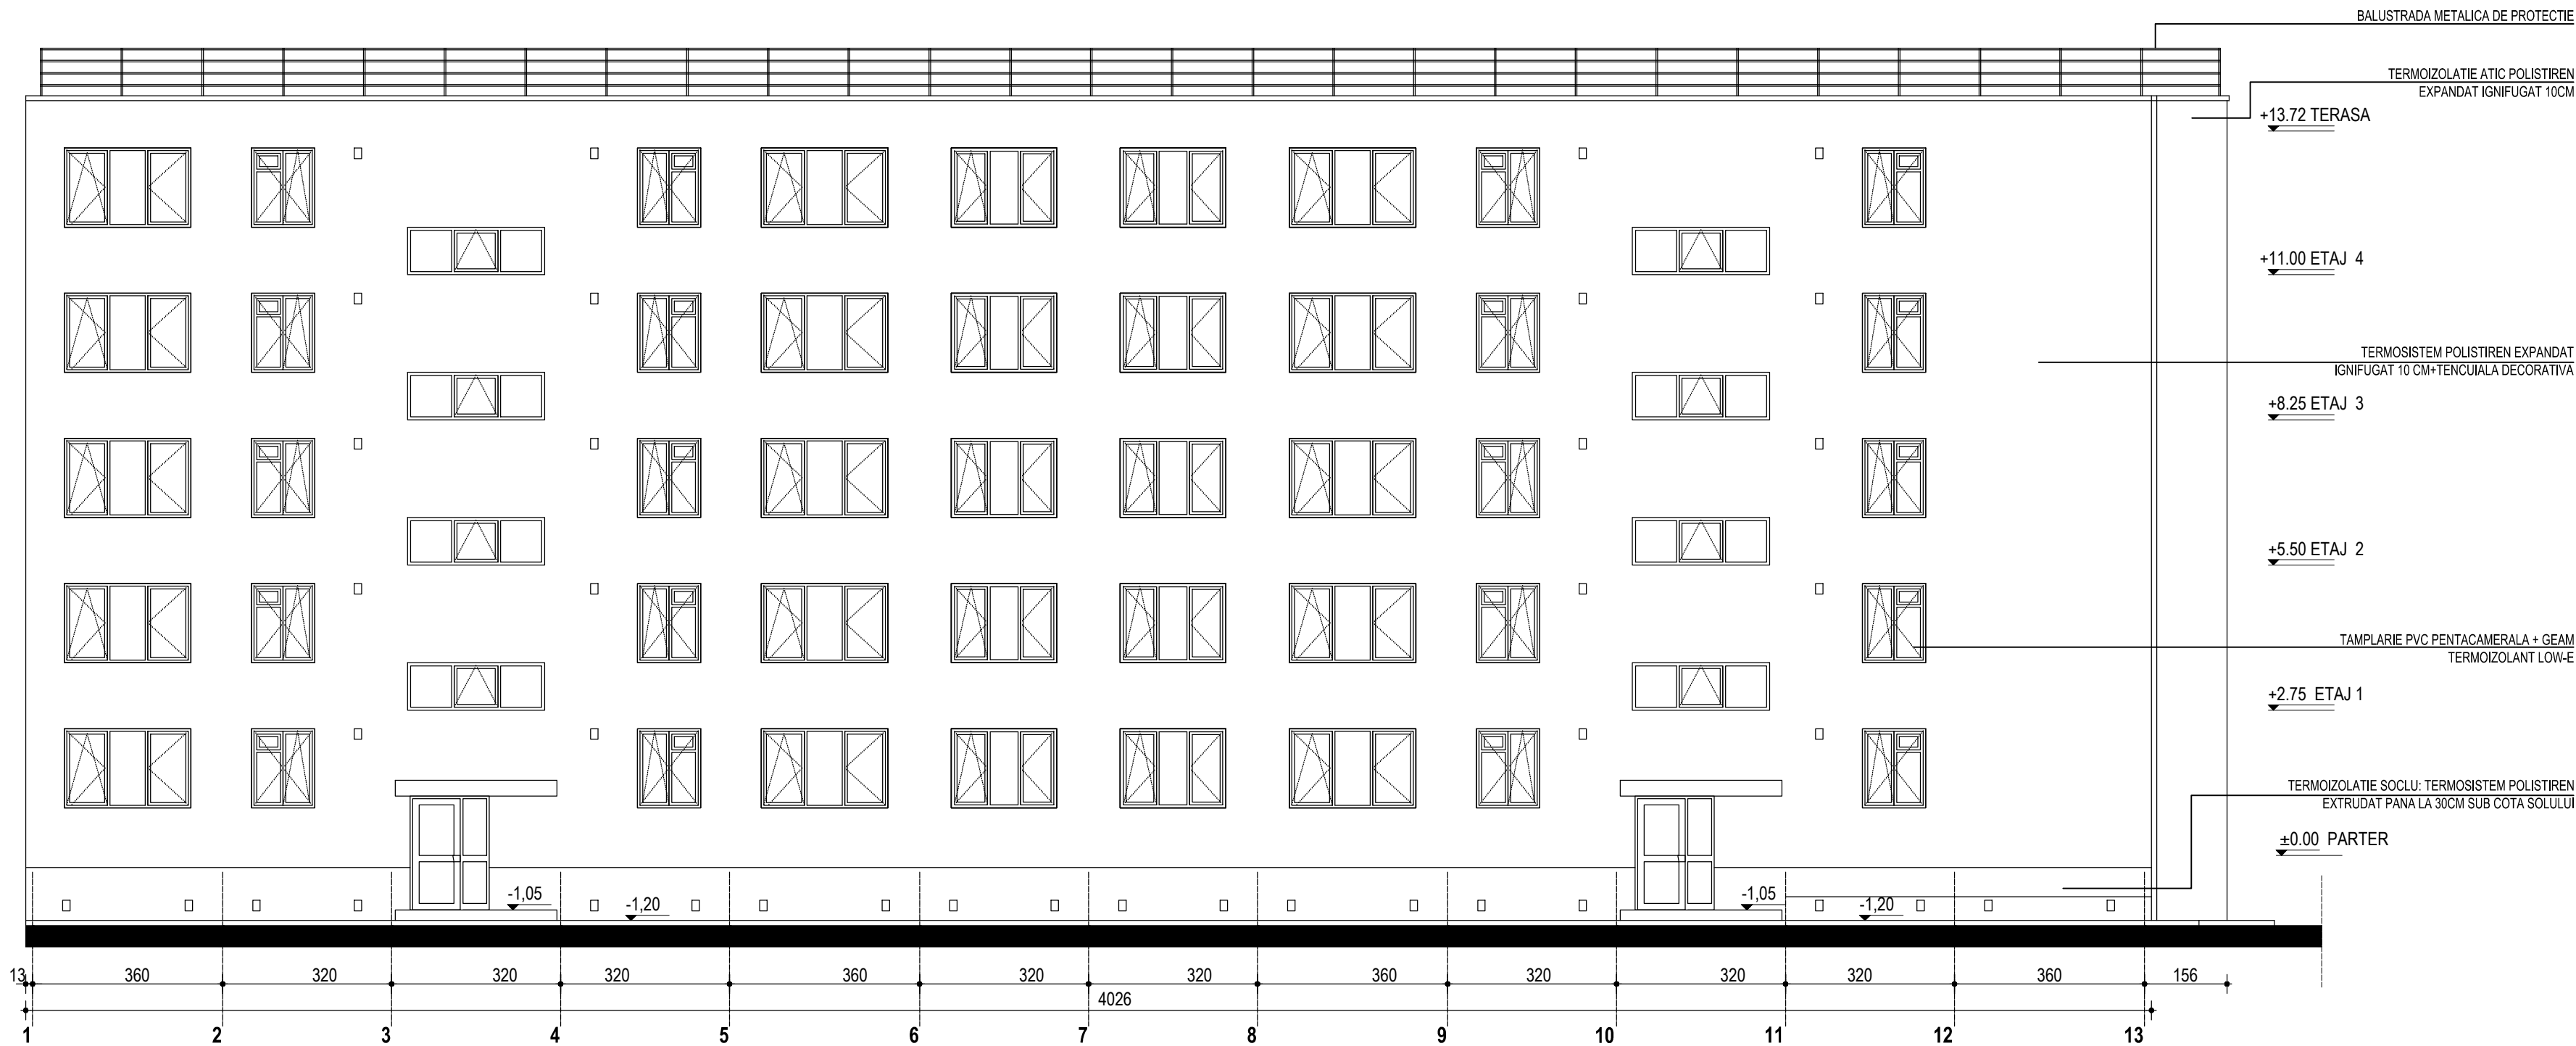 BALUSTRADA METALICA DE PROTECTIE
TERMOIZOLATIE ATIC POLISTIREN
EXPANDAT IGNIFUGAT 10CM
+13.72 TERASA
+11.00 ETAJ 4
TERMOSISTEM POLISTIREN EXPANDAT
IGNIFUGAT 10 CM+TENCUIALA DECORATIVA
+8.25 ETAJ 3
+5.50 ETAJ 2
TAMPLARIE PVC PENTACAMERALA + GEAM
TERMOIZOLANT LOW-E
+2.75 ETAJ 1
TERMOIZOLATIE SOCLU: TERMOSISTEM POLISTIREN
EXTRUDAT PANA LA 30CM SUB COTA SOLULUI
±0.00 PARTER
-1,05 -1,20 -1,05 -1,20
13 360 320 320 320 360 320 320 360 320 320 320 360 156
4026
1 2 3 4 5 6 7 8 9 10 11 12 13